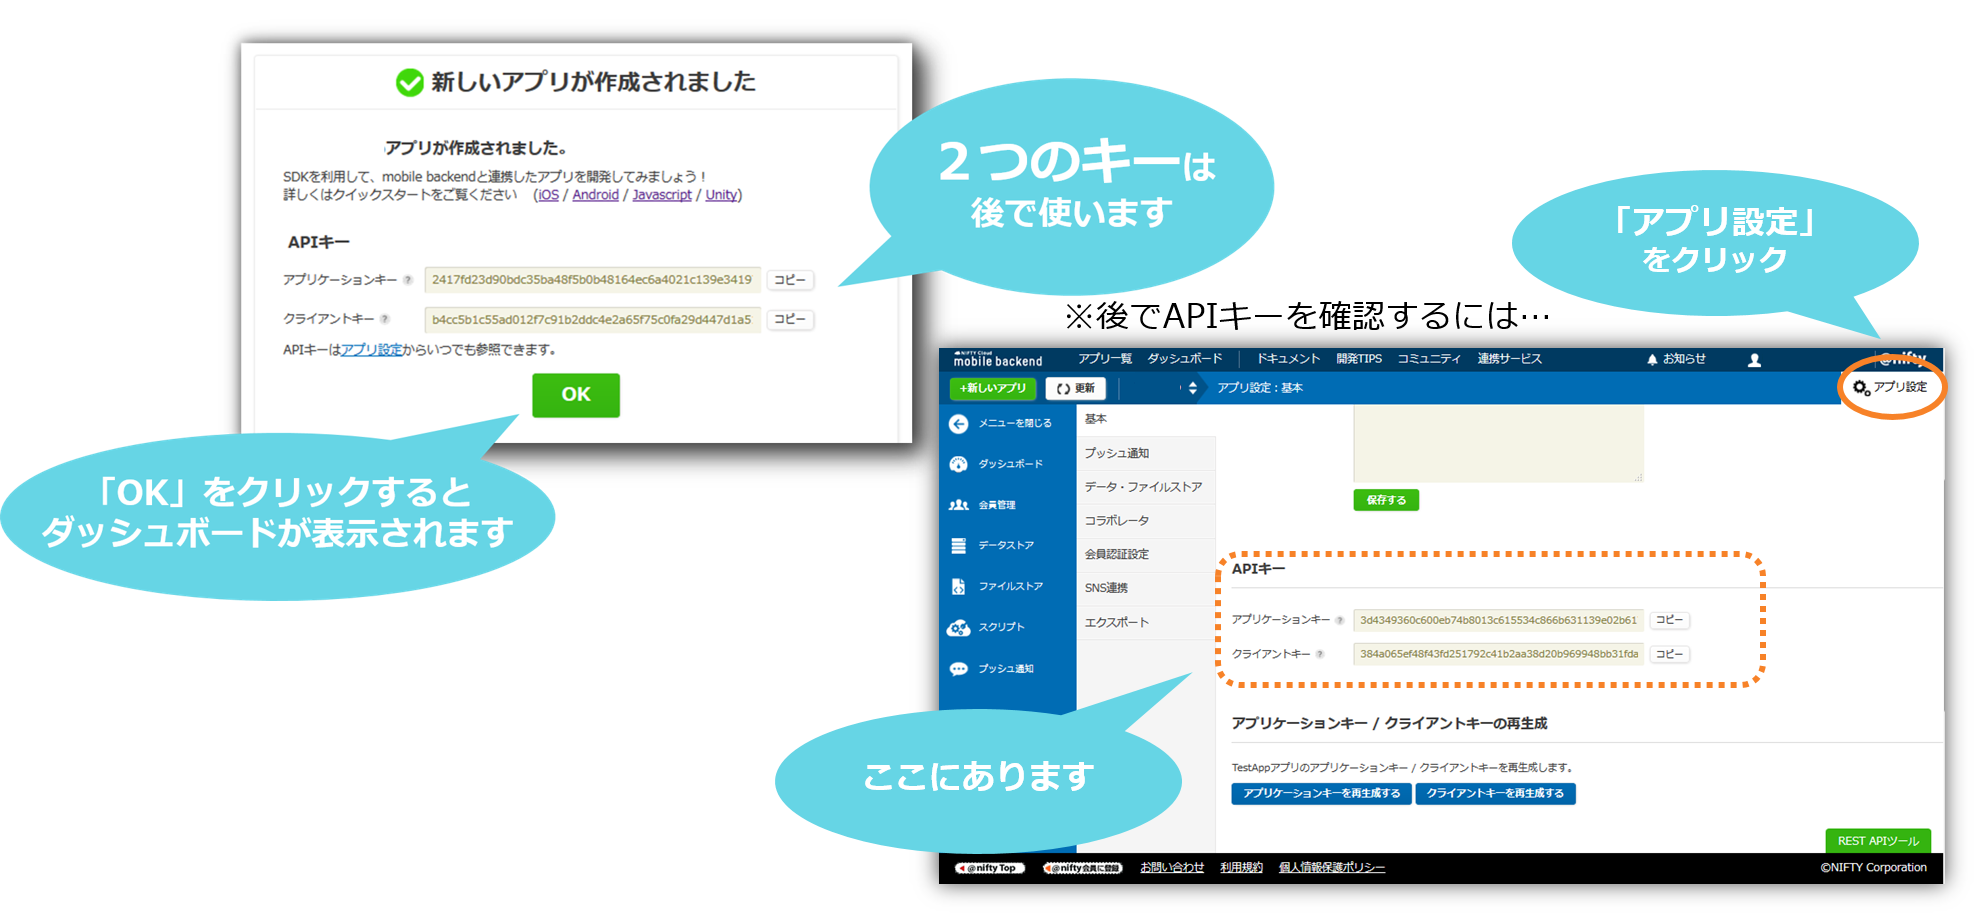 新しいアプリが作成されました
アプリが作成されました。
SDKを利用して、mobile backendと連携したアプリを開発してみましょう！
詳しくはクイックスタートをご覧ください （iOS / Android / Javascript / Unity)
APIキー
アプリケーションキー ? 2417fd23d90bdc35ba48f5b0b48164ec6a4021c139e3419 コピー
クライアントキー ? b4cc5b1c55ad012f7c91b2ddc4e2a65f75c0fa29d447d1a5 コピー
APIキーはアプリ設定からいつでも参照できます。
OK
２つのキーは
後で使います
「OK」をクリックすると
ダッシュボードが表示されます
「アプリ設定」
をクリック
※後でAPIキーを確認するには…
NIFTY Cloud
mobile backend アプリ一覧 ダッシュボード ドキュメント 開発TIPS コミュニティ 連携サービス お知らせ @nifty
+新しいアプリ 更新 アプリ設定：基本 アプリ設定
メニューを閉じる
ダッシュボード
会員管理
データストア
ファイルストア
スクリプト
プッシュ通知
基本
プッシュ通知
データ・ファイルストア
コラボレータ
会員認証設定
SNS連携
エクスポート
保存する
APIキー
アプリケーションキー ? 3d4349360c600eb74b8013c615534c866b631139e02b61 コピー
クライアントキー ? 384a065ef48f43fd251792c41b2aa38d20b969948bb31fda コピー
ここにあります
アプリケーションキー / クライアントキーの再生成
TestAppアプリのアプリケーションキー / クライアントキーを再生成します。
アプリケーションキーを再生成する クライアントキーを再生成する
REST APIツール
@nifty Top @nifty会員に登録 お問い合わせ 利用規約 個人情報保護ポリシー ©NIFTY Corporation